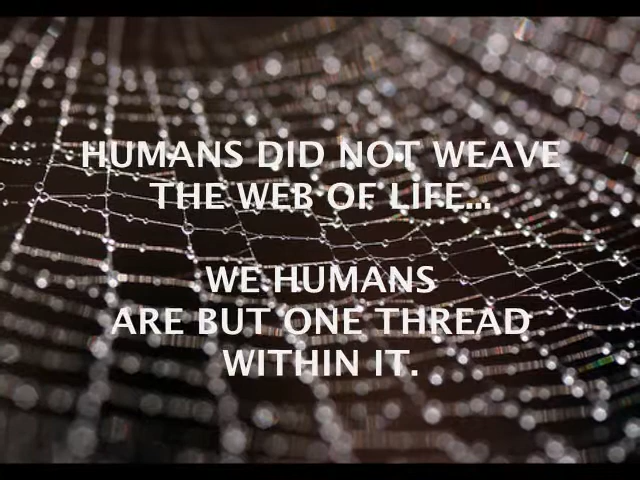 HUMANS DID NOT WEAVE
THE WEB OF LIFE...
WE HUMANS
ARE BUT ONE THREAD
WITHIN IT.